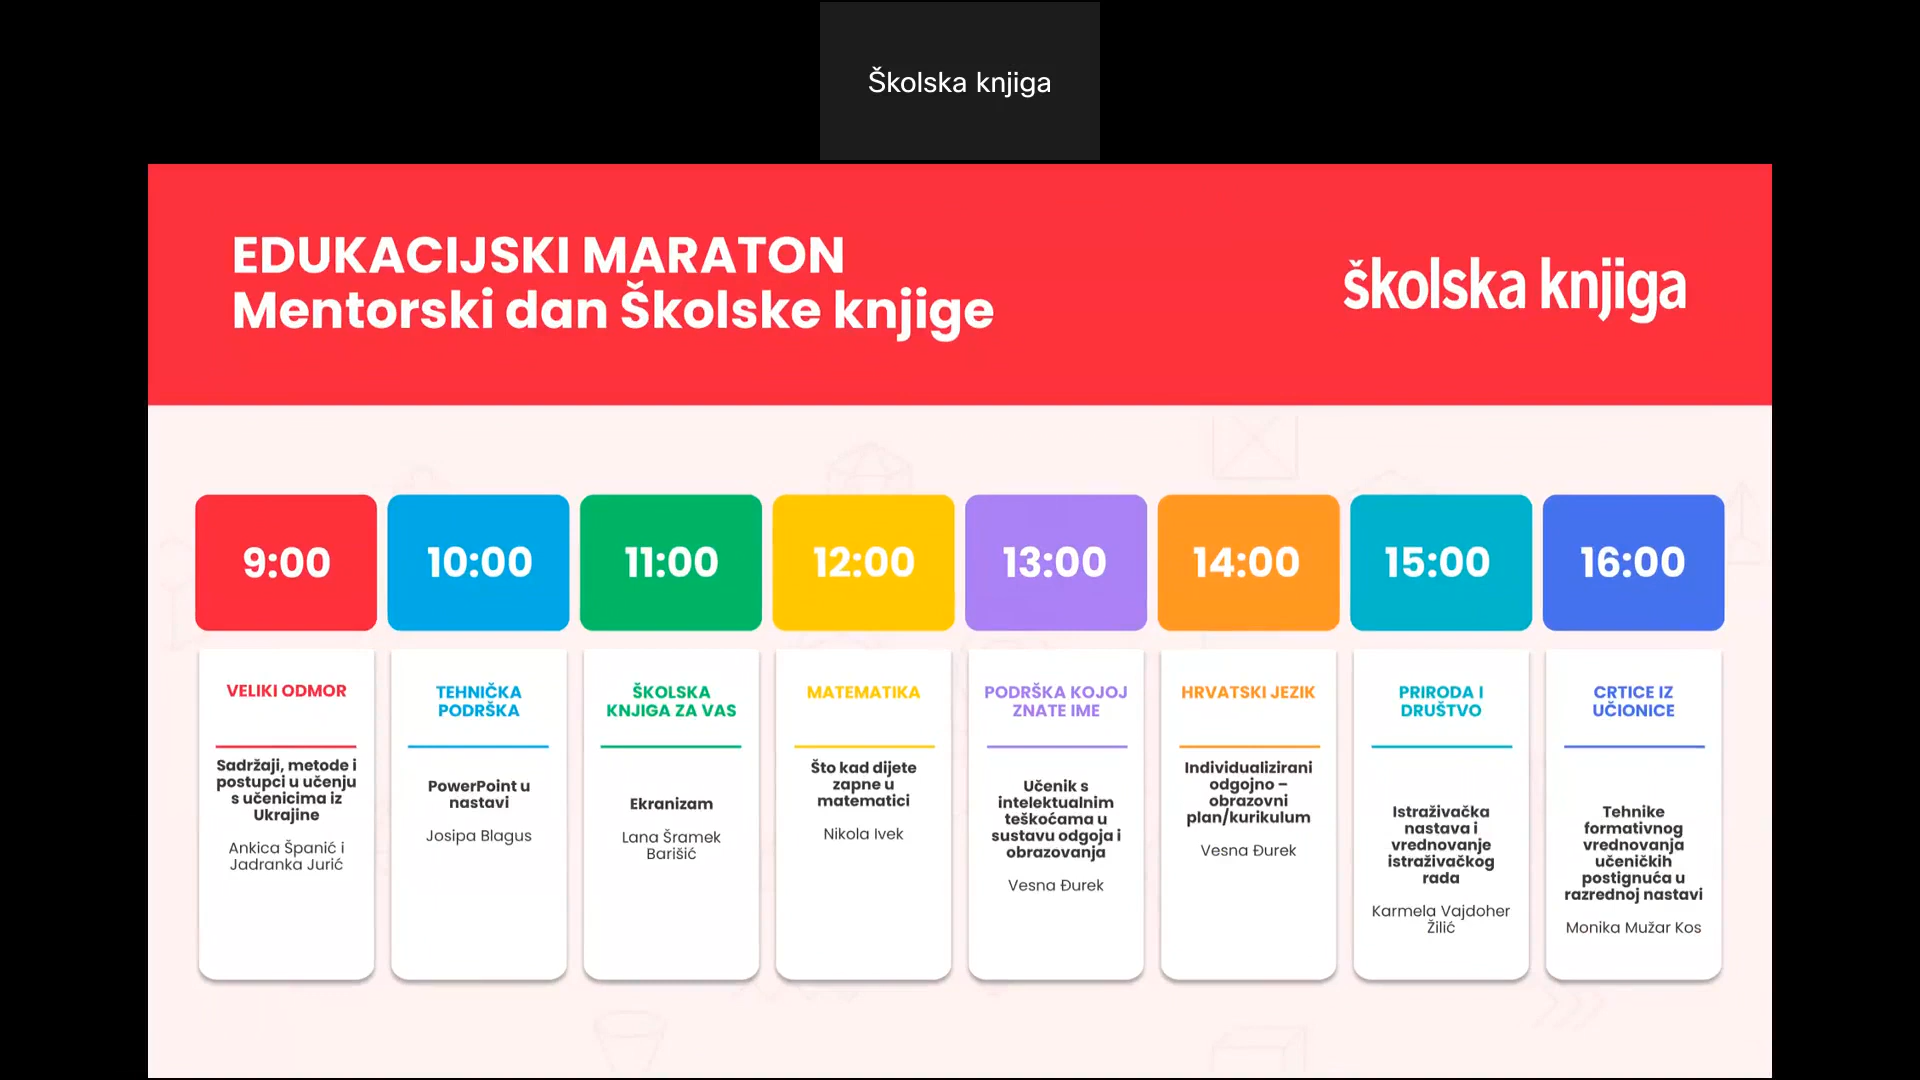 Školska knjiga
EDUKACIJSKI MARATON
Mentorski dan Školske knjige
školska knjiga
9:00
10:00
11:00
12:00
13:00
14:00
15:00
16:00
VELIKI ODMOR
Sadržaji, metode i
postupci u učenju
s učenicima iz
Ukrajine
Ankica Španić i
Jadranka Jurić
TEHNIČKA
PODRŠKA
PowerPoint u
nastavi
Josipa Blagus
ŠKOLSKA
KNJIGA ZA VAS
Ekranizam
Lana Šramek
Barišić
MATEMATIKA
Što kad dijete
zapne u
matematici
Nikola Ivek
PODRŠKA KOJOJ
ZNATE IME
Učenik s
intelektualnim
teškoćama u
sustavu odgoja i
obrazovanja
Vesna Đurek
HRVATSKI JEZIK
Individualizirani
odgojno –
obrazovni
plan/kurikulum
Vesna Đurek
PRIRODA I
DRUŠTVO
Istraživačka
nastava i
vrednovanje
istraživačkog
rada
Karmela Vajdoher
Žilić
CRTICE IZ
UČIONICE
Tehnike
formativnog
vrednovanja
učeničkih
postignuća u
razrednoj nastavi
Monika Mužar Kos